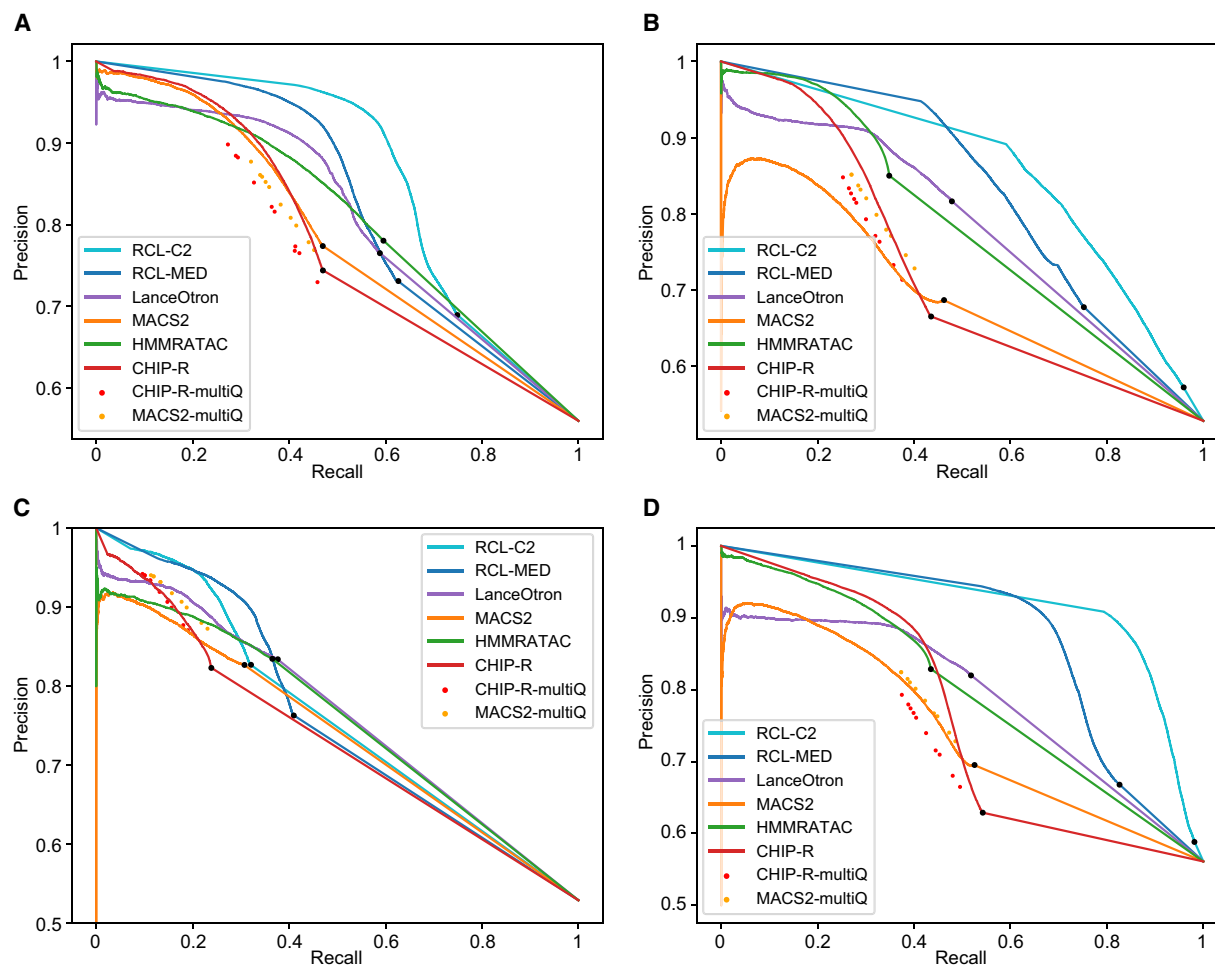 A
Precision
1
0.9
0.8
0.7
0.6
0
0.2
0.4
0.6
0.8
1
Recall
RCL-C2
RCL-MED
LanceOtron
MACS2
HMMRATAC
CHIP-R
CHIP-R-multiQ
MACS2-multiQ
B
Precision
1
0.9
0.8
0.7
0.6
0
0.2
0.4
0.6
0.8
1
Recall
RCL-C2
RCL-MED
LanceOtron
MACS2
HMMRATAC
CHIP-R
CHIP-R-multiQ
MACS2-multiQ
C
Precision
1
0.9
0.8
0.7
0.6
0.5
0
0.2
0.4
0.6
0.8
1
Recall
RCL-C2
RCL-MED
LanceOtron
MACS2
HMMRATAC
CHIP-R
CHIP-R-multiQ
MACS2-multiQ
D
Precision
1
0.9
0.8
0.7
0.6
0.5
0
0.2
0.4
0.6
0.8
1
Recall
RCL-C2
RCL-MED
LanceOtron
MACS2
HMMRATAC
CHIP-R
CHIP-R-multiQ
MACS2-multiQ